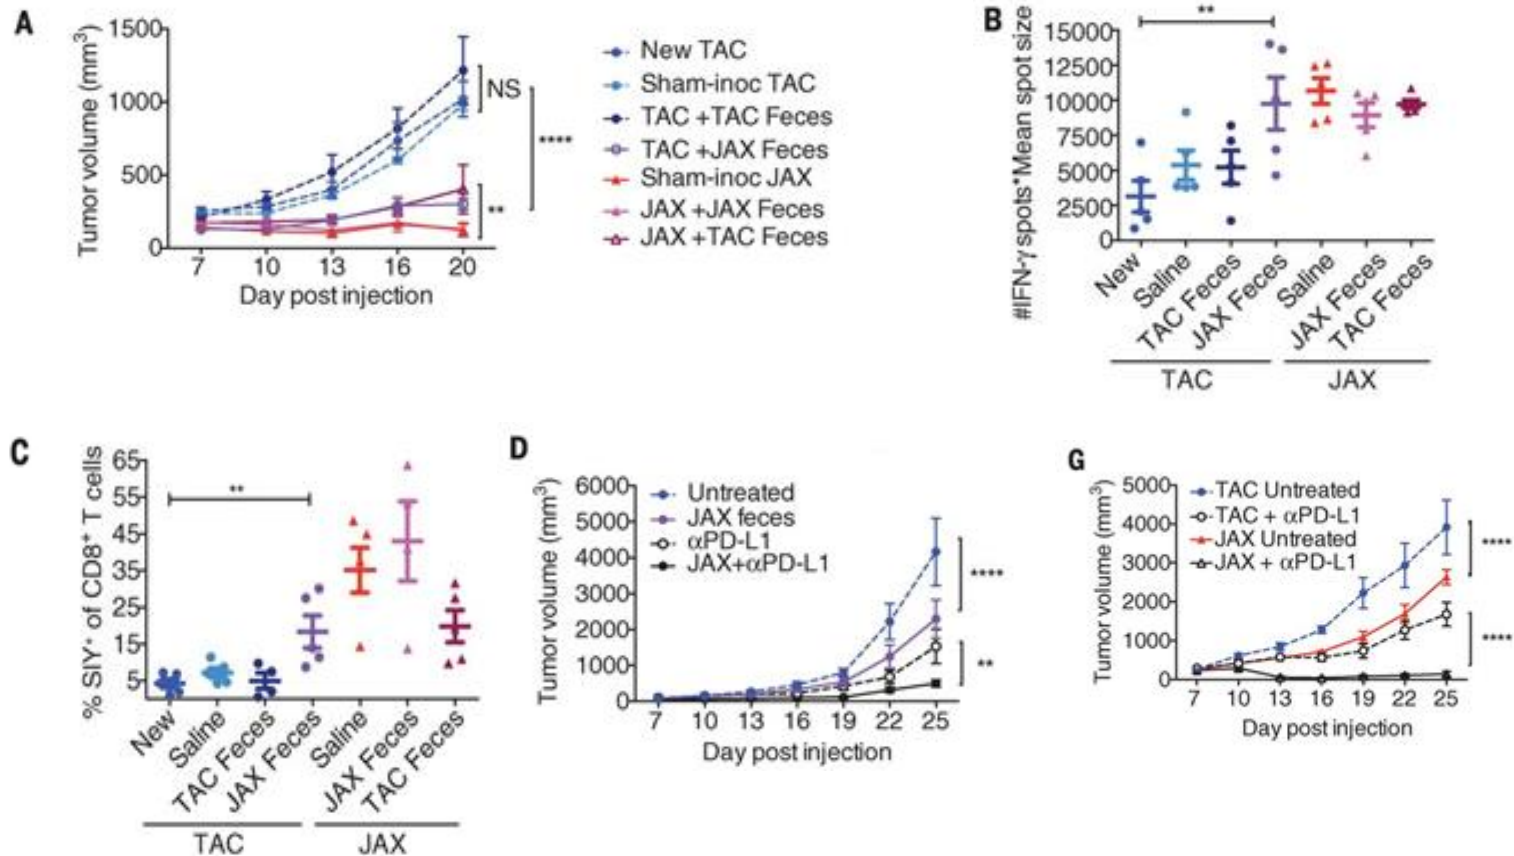 A
Tumor volume (mm³)
1500
1000
500
0
7 10 13 16 20
Day post injection
NS
****
**
New TAC
Sham-inoc TAC
TAC +TAC Feces
TAC +JAX Feces
Sham-inoc JAX
JAX +JAX Feces
JAX +TAC Feces
B
#IFN-γ spots*Mean spot size
15000
12500
10000
7500
5000
2500
0
**
New
Saline
TAC Feces
JAX Feces
Saline
JAX Feces
TAC Feces
TAC JAX
C
% SIY⁺ of CD8⁺ T cells
65
55
45
35
25
15
5
**
New
Saline
TAC Feces
JAX Feces
Saline
JAX Feces
TAC Feces
TAC JAX
D
Tumor volume (mm³)
6000
5000
4000
3000
2000
1000
0
7 10 13 16 19 22 25
Day post injection
Untreated
JAX feces
αPD-L1
JAX+αPD-L1
****
**
G
Tumor volume (mm³)
5000
4000
3000
2000
1000
0
7 10 13 16 19 22 25
Day post injection
TAC Untreated
TAC + αPD-L1
JAX Untreated
JAX + αPD-L1
****
****